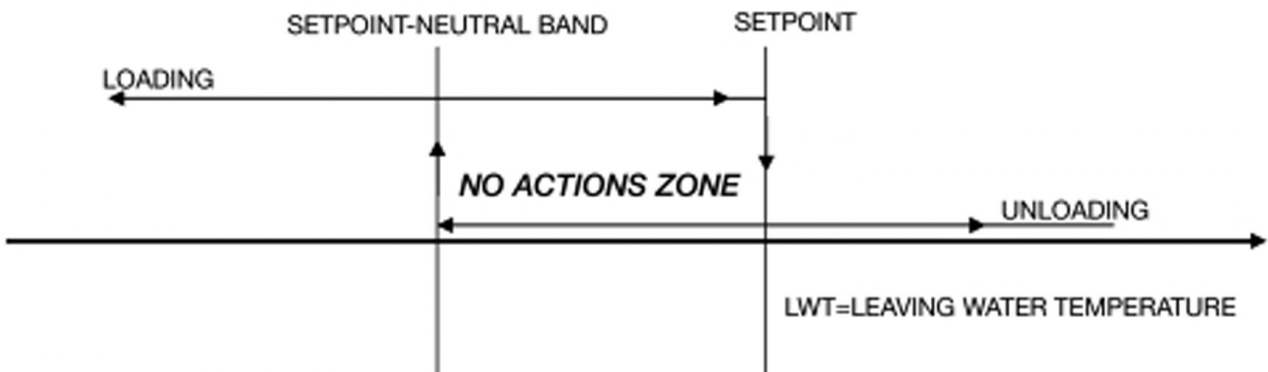 SETPOINT-NEUTRAL BAND
SETPOINT
LOADING
NO ACTIONS ZONE
UNLOADING
LWT=LEAVING WATER TEMPERATURE